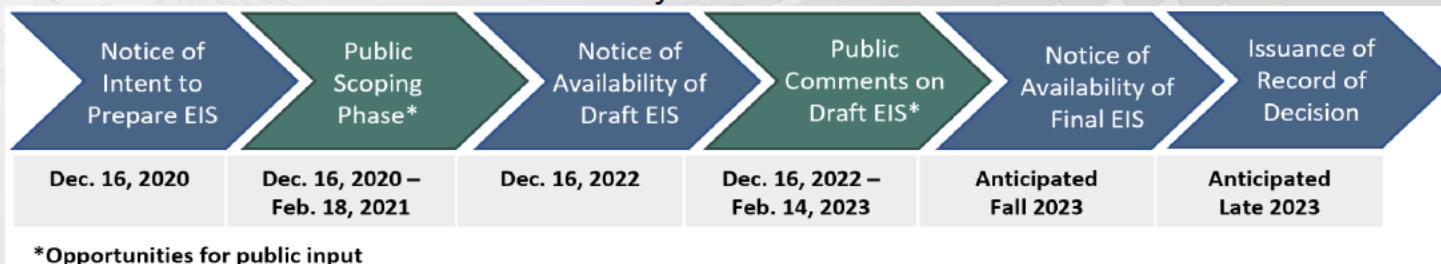 Notice of
Intent to
Prepare EIS
Public
Scoping
Phase*
Notice of
Availability of
Draft EIS
Public
Comments on
Draft EIS*
Notice of
Availability of
Final EIS
Issuance of
Record of
Decision
Dec. 16, 2020
Dec. 16, 2020 –
Feb. 18, 2021
Dec. 16, 2022
Dec. 16, 2022 –
Feb. 14, 2023
Anticipated
Fall 2023
Anticipated
Late 2023
*Opportunities for public input